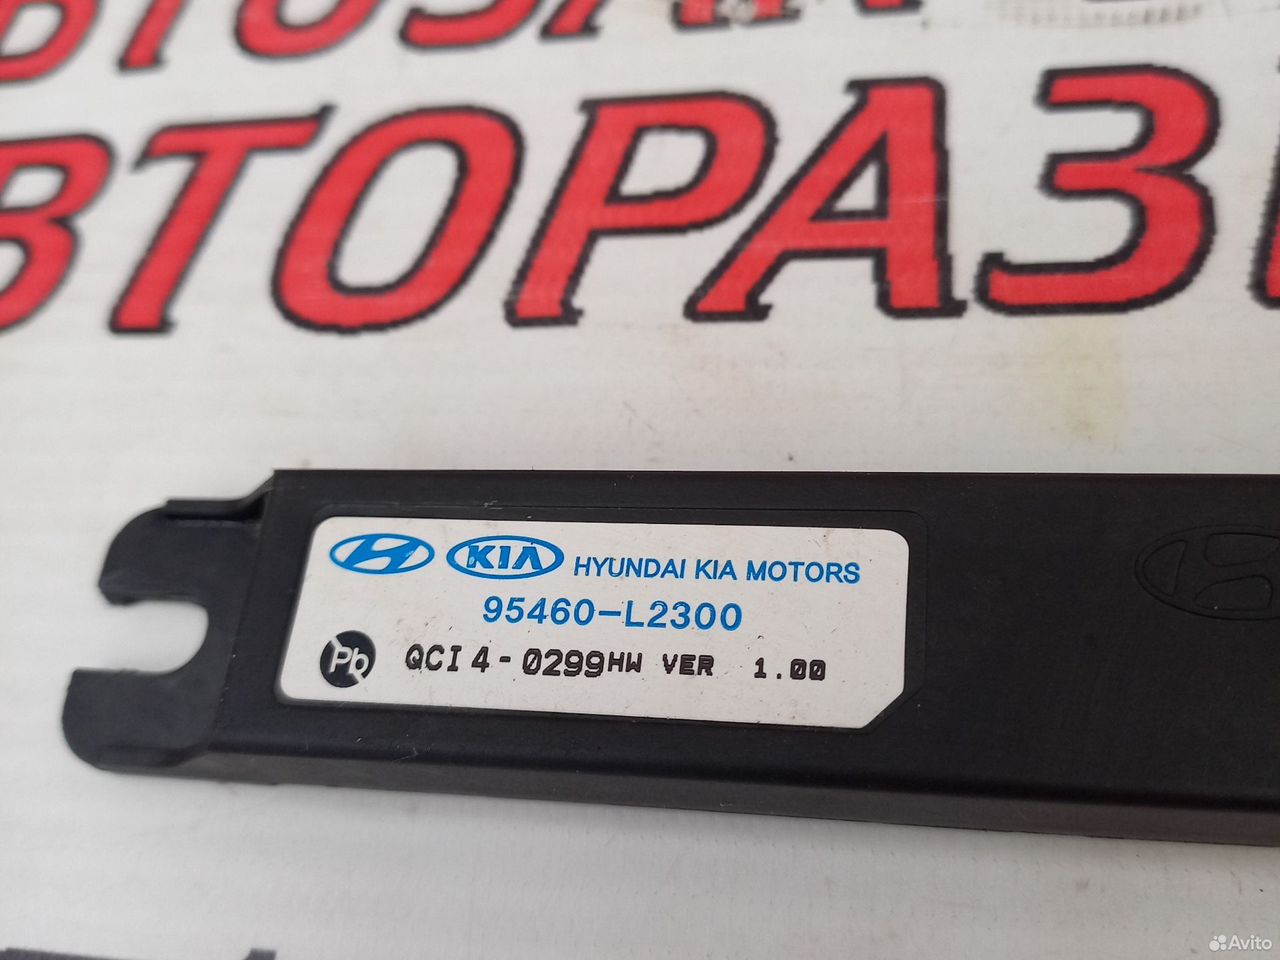 ВТОРАЗ
KIA HYUNDAI KIA MOTORS
95460-L2300
Pb QCI4-0299HW VER 1.00
Avito